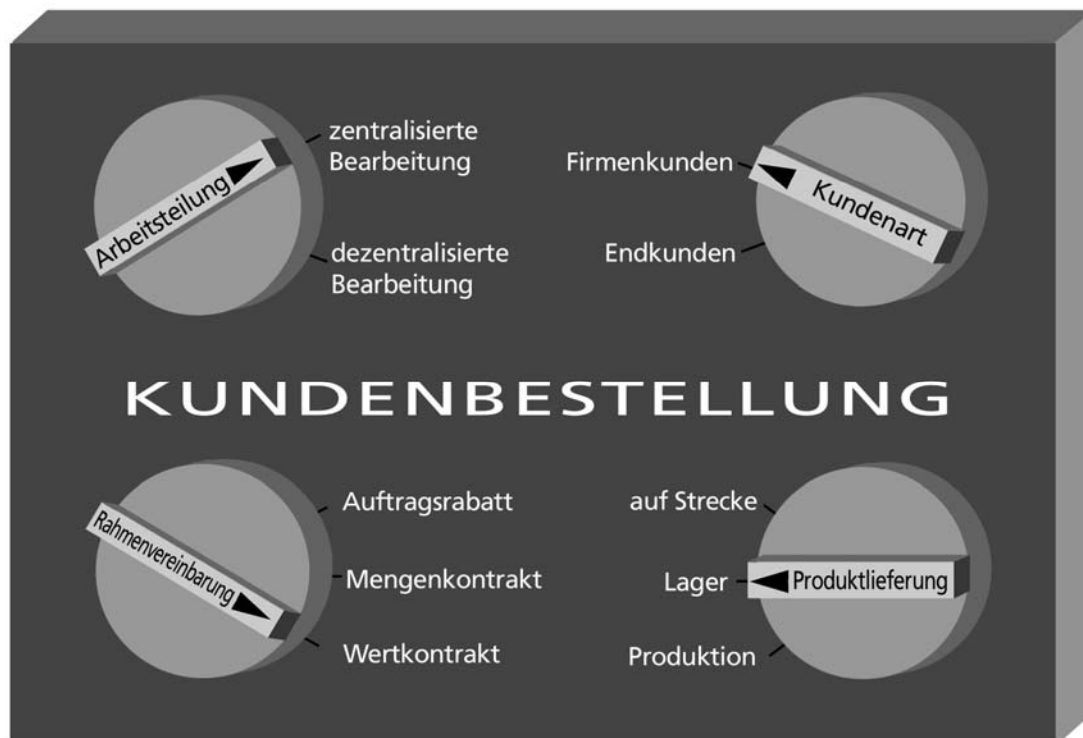 Arbeitsteilung
zentralisierte
Bearbeitung
dezentralisierte
Bearbeitung
Firmenkunden
Endkunden
Kundenart
KUNDENBESTELLUNG
Rahmenvereinbarung
Auftragsrabatt
Mengenkontrakt
Wertkontrakt
auf Strecke
Lager
Produktion
Produktlieferung